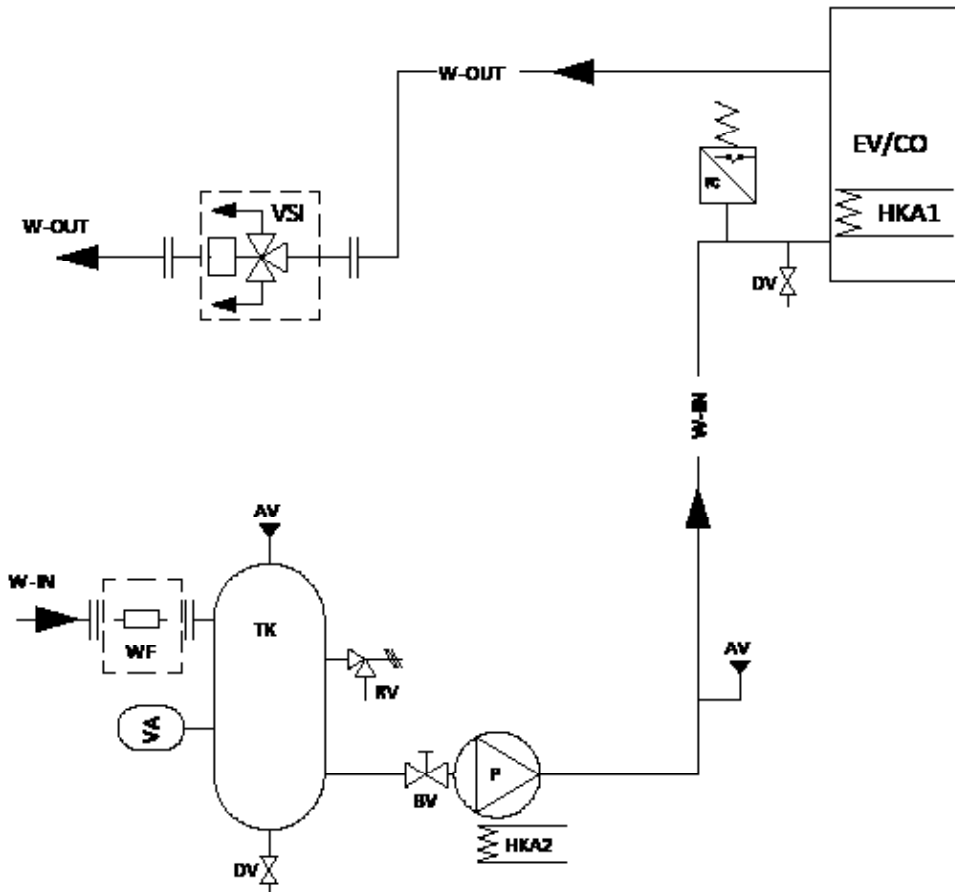 W-OUT
EV/CO
VSI
HKA1
W-OUT
DV
W-IN
AV
W-IN
TK
AV
WF
RV
VA
P
BV
HKA2
DV